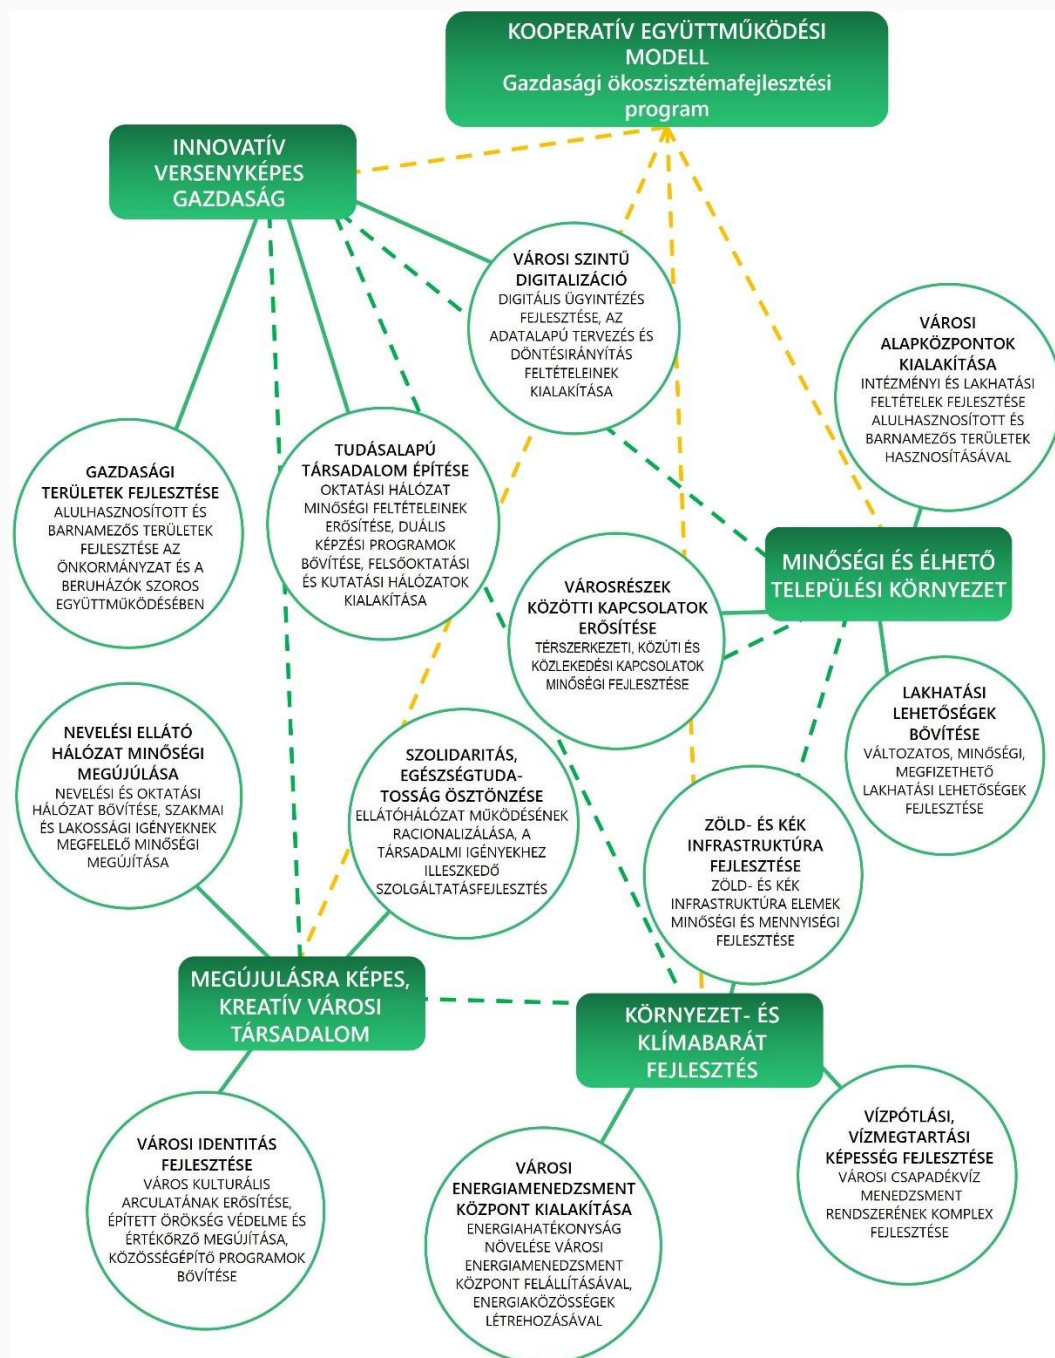 KOOPERATÍV EGYÜTTMŰKÖDÉSI
MODELL
Gazdasági ökoszisztémafejlesztési
program
INNOVATÍV
VERSENYKÉPES
GAZDASÁG
VÁROSI SZINTŰ
DIGITALIZÁCIÓ
DIGITÁLIS ÜGYINTÉZÉS
FEJLESZTÉSE, AZ
ADATALAPÚ TERVEZÉS ÉS
DÖNTÉSIRÁNYÍTÁS
FELTÉTELEINEK
KIALAKÍTÁSA
VÁROSI
ALAPKÖZPONTOK
KIALAKÍTÁSA
INTÉZMÉNYI ÉS LAKHATÁSI
FELTÉTELEK FEJLESZTÉSE
ALULHASZNOSÍTOTT ÉS
BARNAMEZŐS TERÜLETEK
HASZNOSÍTÁSÁVAL
GAZDASÁGI
TERÜLETEK FEJLESZTÉSE
ALULHASZNOSÍTOTT ÉS
BARNAMEZŐS TERÜLETEK
FEJLESZTÉSE AZ
ÖNKORMÁNYZAT ÉS A
BERUHÁZÓK SZOROS
EGYÜTTMŰKÖDÉSÉBEN
TUDÁSALAPÚ
TÁRSADALOM ÉPÍTÉSE
OKTATÁSI HÁLÓZAT
MINŐSÉGI FELTÉTELEINEK
ERŐSÍTÉSE, DUÁLIS
KÉPZÉSI PROGRAMOK
BŐVÍTÉSE, FELSŐOKTATÁSI
ÉS KUTATÁSI HÁLÓZATOK
KIALAKÍTÁSA
MINŐSÉGI ÉS ÉLHETŐ
TELEPÜLÉSI KÖRNYEZET
VÁROSRÉSZEK
KÖZÖTTI KAPCSOLATOK
ERŐSÍTÉSE
TÉRSZERKEZETI, KÖZÚTI ÉS
KÖZLEKEDÉSI KAPCSOLATOK
MINŐSÉGI FEJLESZTÉSE
LAKHATÁSI
LEHETŐSÉGEK
BŐVÍTÉSE
VÁLTOZATOS, MINŐSÉGI,
MEGFIZETHETŐ
LAKHATÁSI LEHETŐSÉGEK
FEJLESZTÉSE
NEVELÉSI ELLÁTÓ
HÁLÓZAT MINŐSÉGI
MEGÚJULÁSA
NEVELÉSI ÉS OKTATÁSI
HÁLÓZAT BŐVÍTÉSE, SZAKMAI
ÉS LAKOSSÁGI IGÉNYEKNEK
MEGFELELŐ MINŐSÉGI
MEGÚJÍTÁSA
SZOLIDARITÁS,
EGÉSZSÉGTUDA-
TOSSÁG ÖSZTÖNZÉSE
ELLÁTÓHÁLÓZAT MŰKÖDÉSÉNEK
RACIONALIZÁLÁSA, A
TÁRSADALMI IGÉNYEKHEZ
ILLESZKEDŐ
SZOLGÁLTATÁSFEJLESZTÉS
ZÖLD- ÉS KÉK
INFRASTRUKTÚRA
FEJLESZTÉSE
ZÖLD- ÉS KÉK
INFRASTRUKTÚRA ELEMEK
MINŐSÉGI ÉS MENNYISÉGI
FEJLESZTÉSE
MEGÚJULÁSRA KÉPES,
KREATÍV VÁROSI
TÁRSADALOM
KÖRNYEZET- ÉS
KLÍMABARÁT
FEJLESZTÉS
VÁROSI IDENTITÁS
FEJLESZTÉSE
VÁROS KULTURÁLIS
ARCULATÁNAK ERŐSÍTÉSE,
ÉPÍTETT ÖRÖKSÉG VÉDELME ÉS
ÉRTÉKŐRZŐ MEGÚJÍTÁSA,
KÖZÖSSÉGÉPÍTŐ PROGRAMOK
BŐVÍTÉSE
VÁROSI
ENERGIAMENEDZSMENT
KÖZPONT KIALAKÍTÁSA
ENERGIAHATÉKONYSÁG
NÖVELÉSE VÁROSI
ENERGIAMENEDZSMENT
KÖZPONT FELÁLLÍTÁSÁVAL,
ENERGIAKÖZÖSSÉGEK
LÉTREHOZÁSÁVAL
VÍZPÓTLÁSI,
VÍZMEGTARTÁSI
KÉPESSÉG FEJLESZTÉSE
VÁROSI CSAPADÉKVÍZ
MENEDZSMENT
RENDSZERÉNEK KOMPLEX
FEJLESZTÉSE